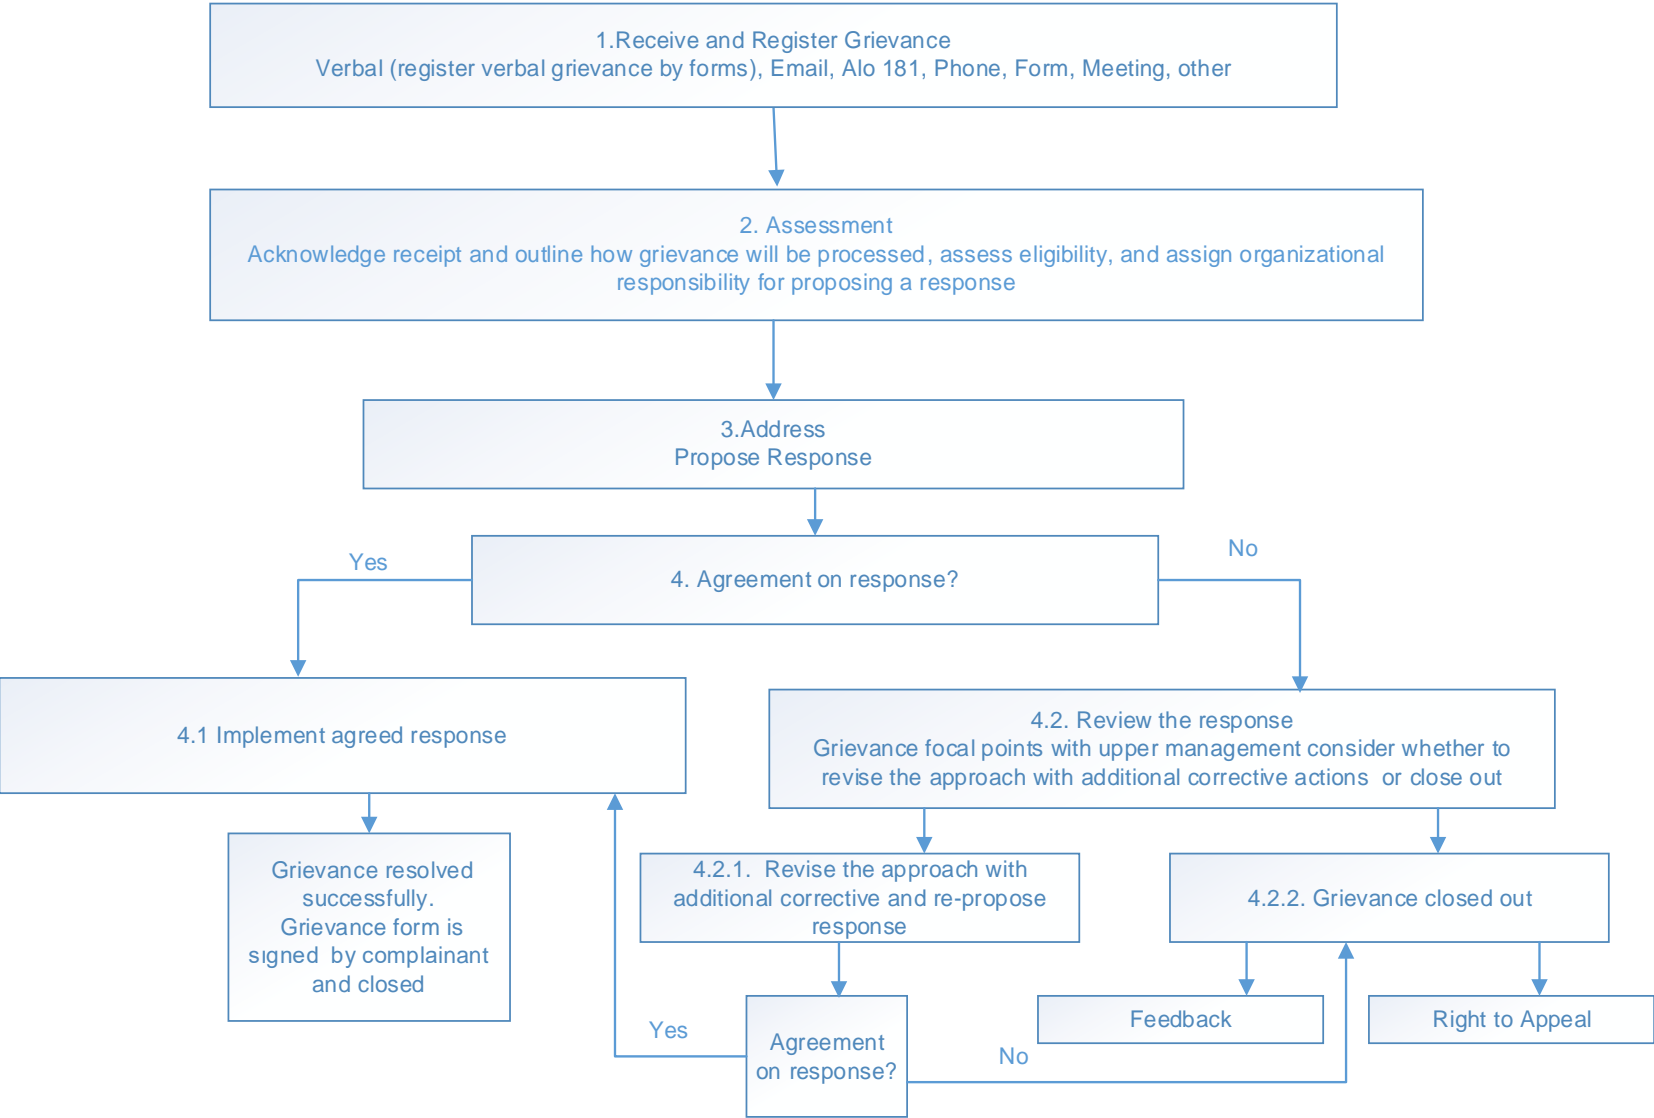 1.Receive and Register Grievance
Verbal (register verbal grievance by forms), Email, Alo 181, Phone, Form, Meeting, other
2. Assessment
Acknowledge receipt and outline how grievance will be processed, assess eligibility, and assign organizational
responsibility for proposing a response
3.Address
Propose Response
4. Agreement on response?
Yes
No
4.1 Implement agreed response
4.2. Review the response
Grievance focal points with upper management consider whether to
revise the approach with additional corrective actions  or close out
Grievance resolved
successfully.
Grievance form is
signed  by complainant
and closed
4.2.1.  Revise the approach with
additional corrective and re-propose
response
4.2.2. Grievance closed out
Yes
Agreement
on response?
No
Feedback
Right to Appeal